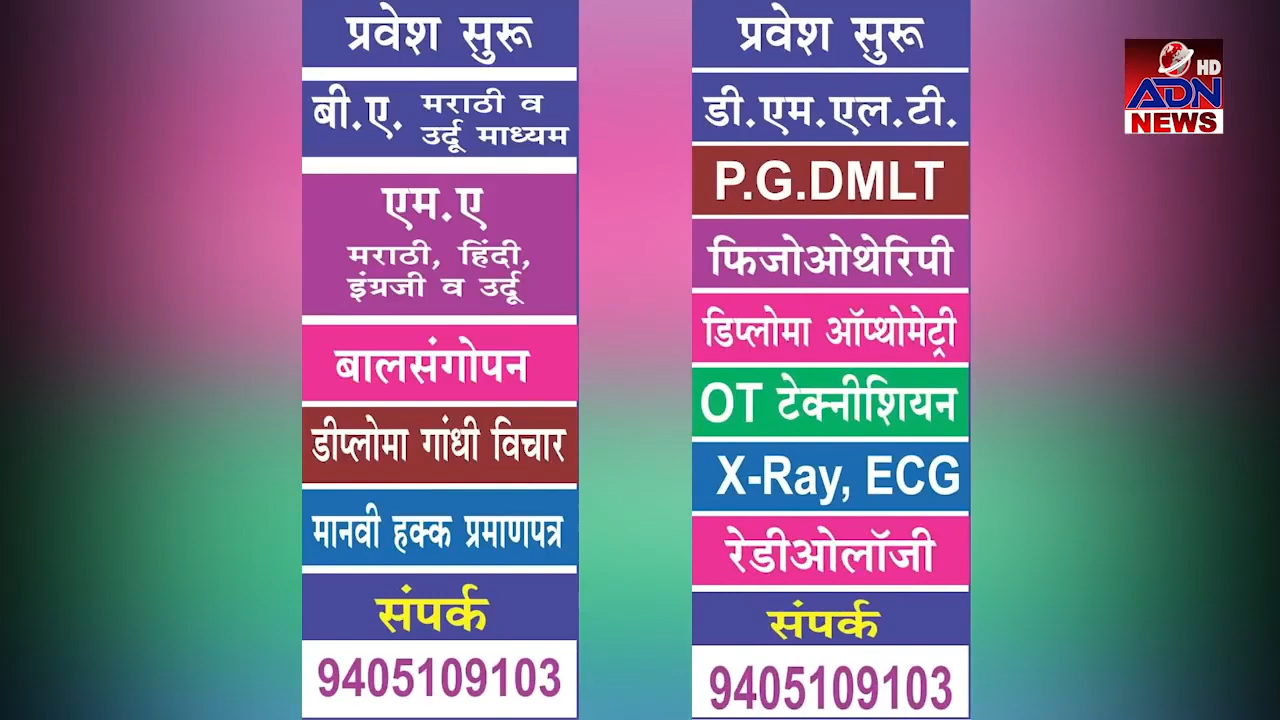 प्रवेश सुरू
बी.ए. मराठी व
उर्दू माध्यम
एम.ए
मराठी, हिंदी,
इंग्रजी व उर्दू
बालसंगोपन
डीप्लोमा गांधी विचार
मानवी हक्क प्रमाणपत्र
संपर्क
9405109103
प्रवेश सुरू
डी.एम.एल.टी.
P.G.DMLT
फिजोओथेरिपी
डिप्लोमा ऑप्थोमेट्री
OT टेक्नीशियन
X-Ray, ECG
रेडीओलॉजी
संपर्क
9405109103
HD
ADN
NEWS